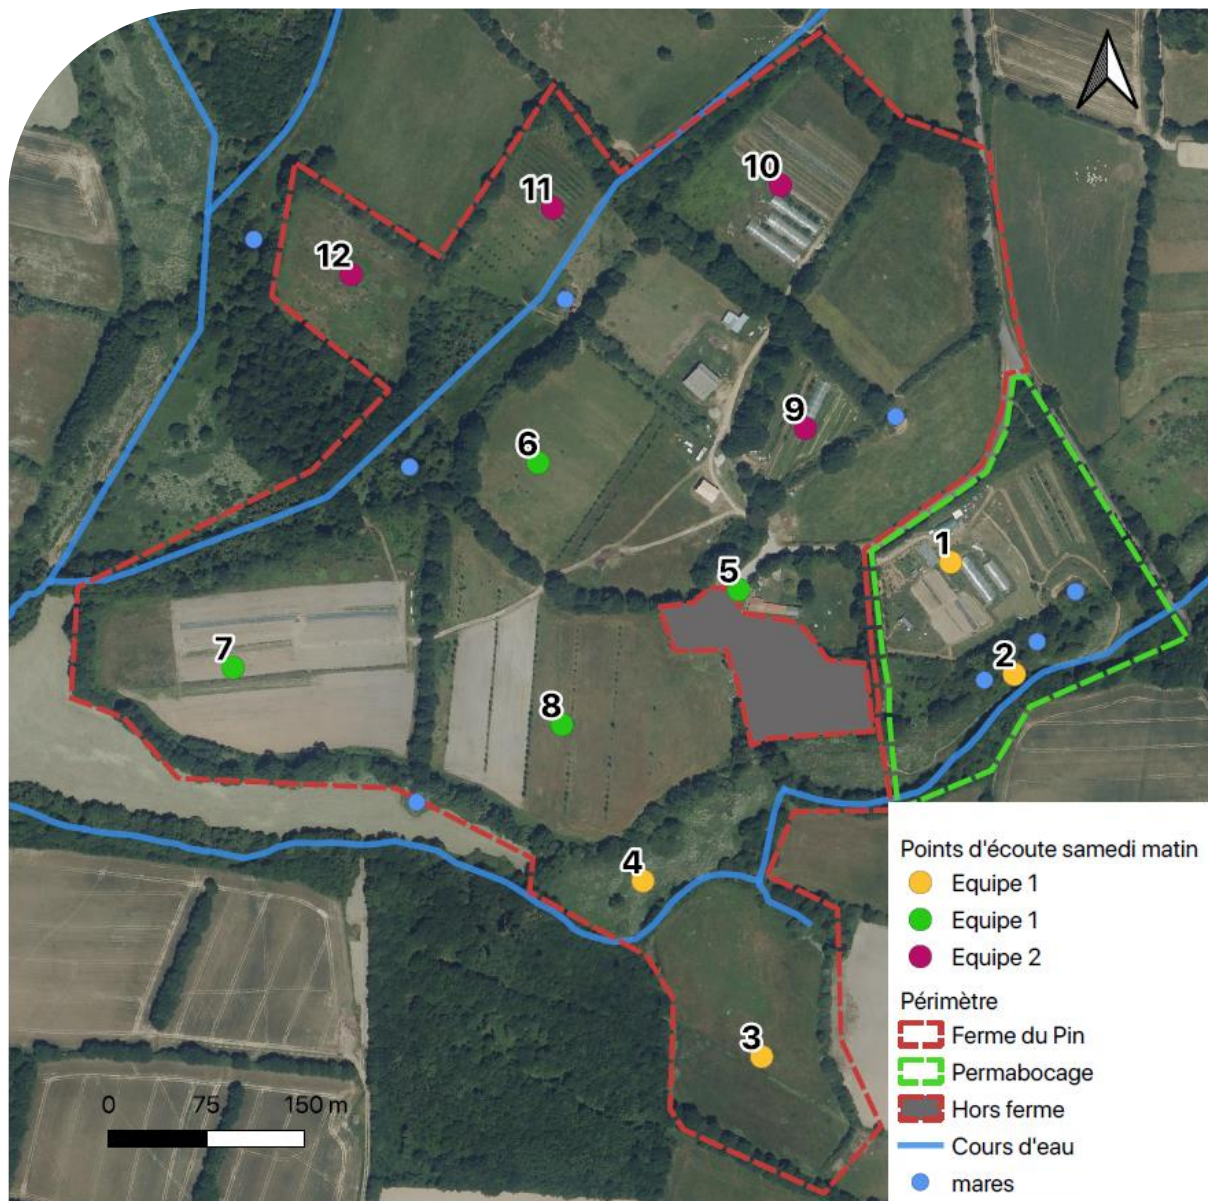 10
11
12
9
6
1
5
2
7
8
4
3
0 75 150 m
Points d'écoute samedi matin
Equipe 1
Equipe 1
Equipe 2
Périmètre
Ferme du Pin
Permabocage
Hors ferme
Cours d'eau
mares